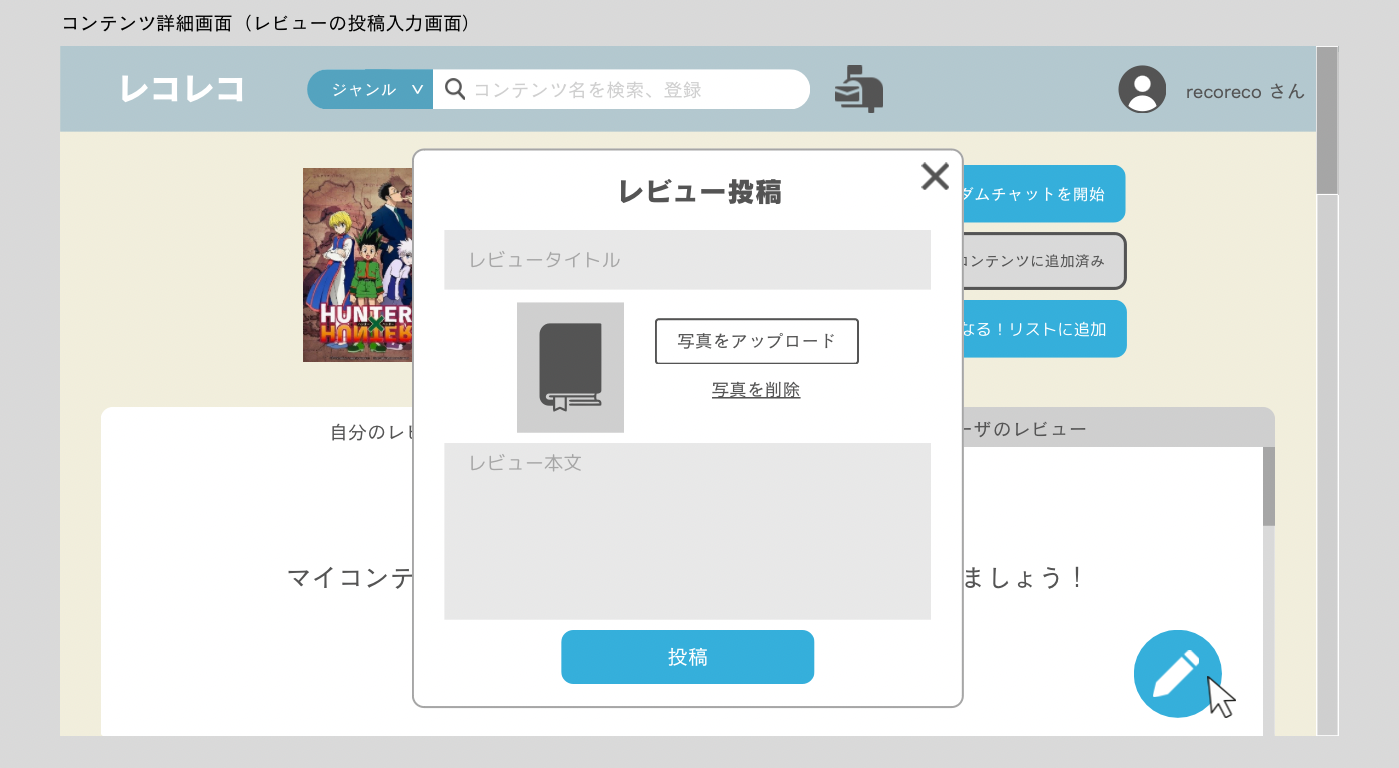 コンテンツ詳細画面（レビューの投稿入力画面）
レコレコ
ジャンル
コンテンツ名を検索、登録
recoreco さん
レビュー投稿
ダムチャットを開始
レビュータイトル
コンテンツに追加済み
HUNTER
HUNTER
写真をアップロード
なる！リストに追加
写真を削除
自分のレビ
ーザのレビュー
レビュー本文
マイコンテ
ましょう！
投稿